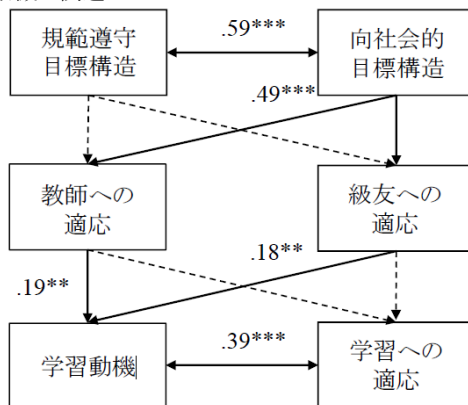 規範遵守
目標構造
.59***
向社会的
目標構造
.49***
教師への
適応
級友への
適応
.19**
.18**
学習動機
.39***
学習への
適応